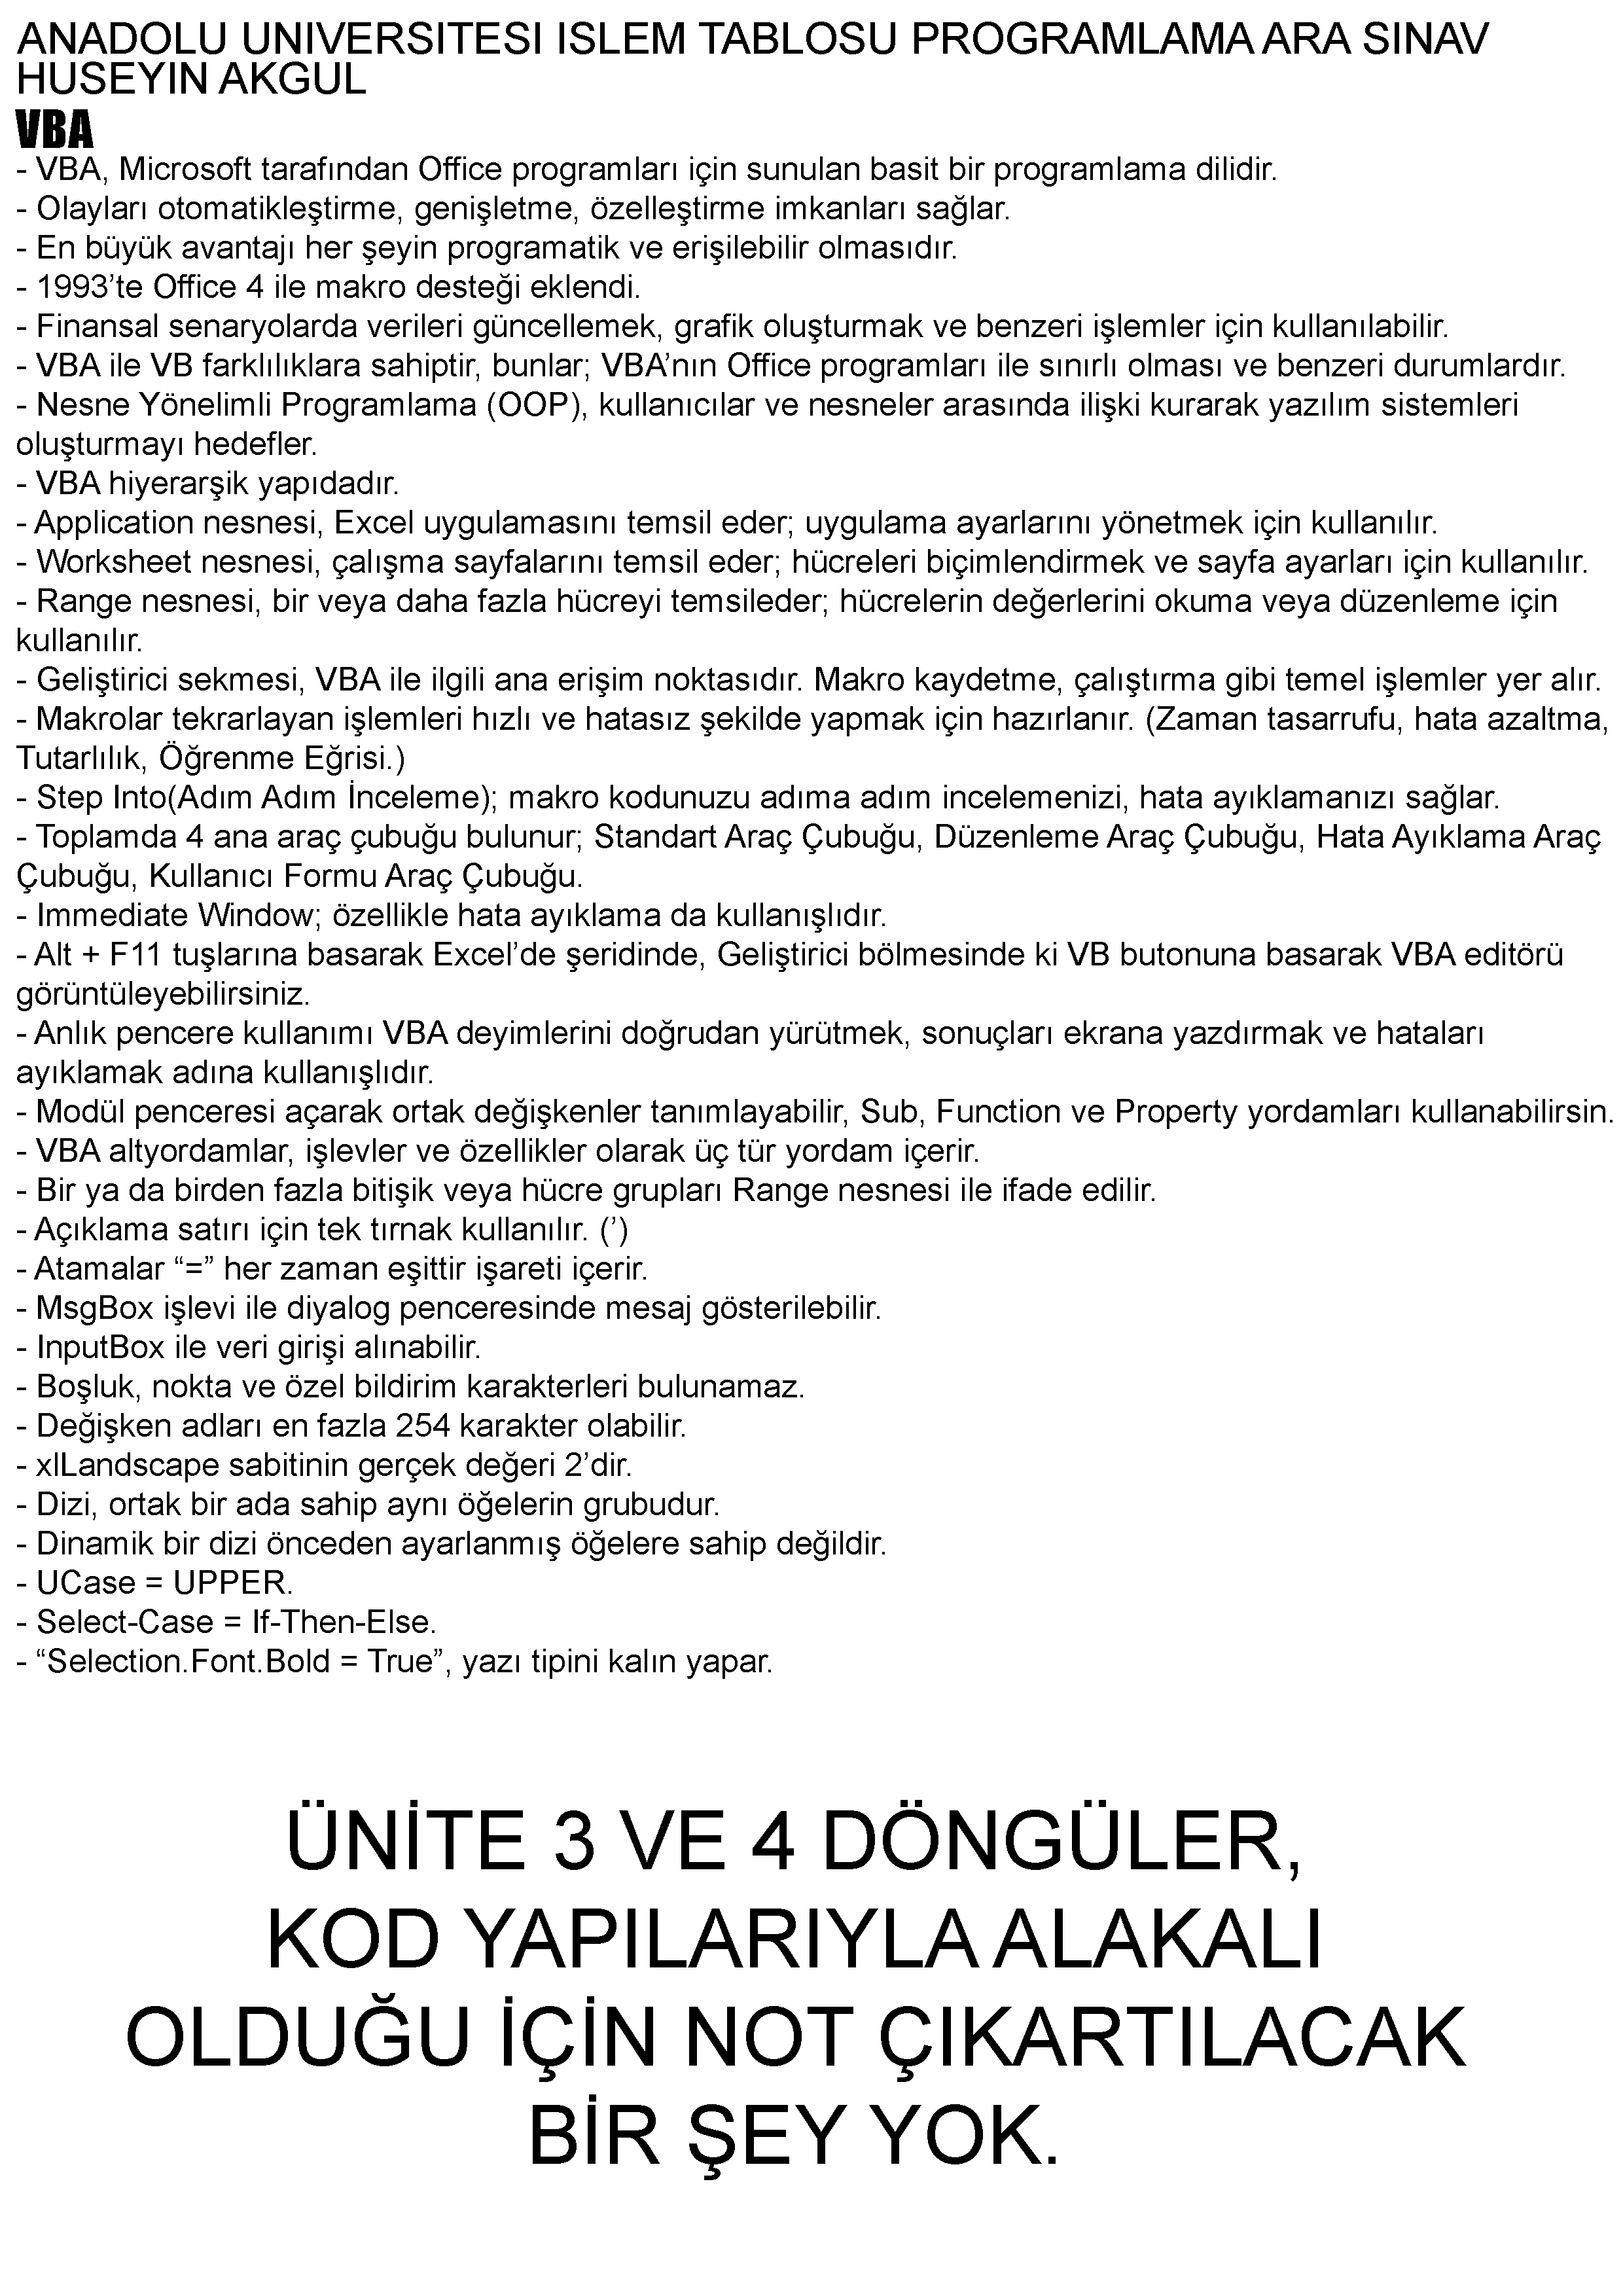 ANADOLU UNIVERSITESI ISLEM TABLOSU PROGRAMLAMA ARA SINAV
HUSEYIN AKGUL
VBA
- VBA, Microsoft tarafından Office programları için sunulan basit bir programlama dilidir.
- Olayları otomatikleştirme, genişletme, özelleştirme imkanları sağlar.
- En büyük avantajı her şeyin programatik ve erişilebilir olmasıdır.
- 1993’te Office 4 ile makro desteği eklendi.
- Finansal senaryolarda verileri güncellemek, grafik oluşturmak ve benzeri işlemler için kullanılabilir.
- VBA ile VB farklılıklara sahiptir, bunlar; VBA’nın Office programları ile sınırlı olması ve benzeri durumlardır.
- Nesne Yönelimli Programlama (OOP), kullanıcılar ve nesneler arasında ilişki kurarak yazılım sistemleri
oluşturmayı hedefler.
- VBA hiyerarşik yapıdadır.
- Application nesnesi, Excel uygulamasını temsil eder; uygulama ayarlarını yönetmek için kullanılır.
- Worksheet nesnesi, çalışma sayfalarını temsil eder; hücreleri biçimlendirmek ve sayfa ayarları için kullanılır.
- Range nesnesi, bir veya daha fazla hücreyi temsileder; hücrelerin değerlerini okuma veya düzenleme için
kullanılır.
- Geliştirici sekmesi, VBA ile ilgili ana erişim noktasıdır. Makro kaydetme, çalıştırma gibi temel işlemler yer alır.
- Makrolar tekrarlayan işlemleri hızlı ve hatasız şekilde yapmak için hazırlanır. (Zaman tasarrufu, hata azaltma,
Tutarlılık, Öğrenme Eğrisi.)
- Step Into(Adım Adım İnceleme); makro kodunuzu adıma adım incelemenizi, hata ayıklamanızı sağlar.
- Toplamda 4 ana araç çubuğu bulunur; Standart Araç Çubuğu, Düzenleme Araç Çubuğu, Hata Ayıklama Araç
Çubuğu, Kullanıcı Formu Araç Çubuğu.
- Immediate Window; özellikle hata ayıklama da kullanışlıdır.
- Alt + F11 tuşlarına basarak Excel’de şeridinde, Geliştirici bölmesinde ki VB butonuna basarak VBA editörü
görüntüleyebilirsiniz.
- Anlık pencere kullanımı VBA deyimlerini doğrudan yürütmek, sonuçları ekrana yazdırmak ve hataları
ayıklamak adına kullanışlıdır.
- Modül penceresi açarak ortak değişkenler tanımlayabilir, Sub, Function ve Property yordamları kullanabilirsin.
- VBA altyordamlar, işlevler ve özellikler olarak üç tür yordam içerir.
- Bir ya da birden fazla bitişik veya hücre grupları Range nesnesi ile ifade edilir.
- Açıklama satırı için tek tırnak kullanılır. (’)
- Atamalar “=” her zaman eşittir işareti içerir.
- MsgBox işlevi ile diyalog penceresinde mesaj gösterilebilir.
- InputBox ile veri girişi alınabilir.
- Boşluk, nokta ve özel bildirim karakterleri bulunamaz.
- Değişken adları en fazla 254 karakter olabilir.
- xlLandscape sabitinin gerçek değeri 2’dir.
- Dizi, ortak bir ada sahip aynı öğelerin grubudur.
- Dinamik bir dizi önceden ayarlanmış öğelere sahip değildir.
- UCase = UPPER.
- Select-Case = If-Then-Else.
- “Selection.Font.Bold = True”, yazı tipini kalın yapar.
ÜNİTE 3 VE 4 DÖNGÜLER,
KOD YAPILARIYLA ALAKALI
OLDUĞU İÇİN NOT ÇIKARTILACAK
BİR ŞEY YOK.